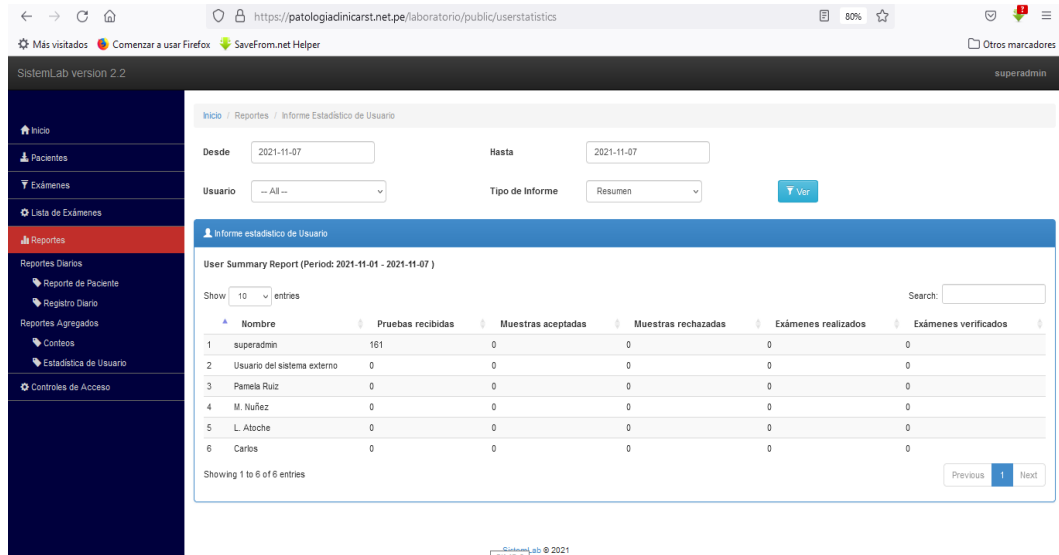 https://patologiadinicarst.net.pe/laboratorio/public/userstatistics
80%
Más visitados Comenzar a usar Firefox SaveFrom.net Helper Otros marcadores
SistemLab version 2.2 superadmin
Inicio
Pacientes
Exámenes
Lista de Exámenes
Reportes
Reportes Diarios
Reporte de Paciente
Registro Diario
Reportes Agregados
Conteos
Estadística de Usuario
Controles de Acceso
Inicio / Reportes / Informe Estadístico de Usuario
Desde 2021-11-07 Hasta 2021-11-07
Usuario -- All -- Tipo de Informe Resumen Ver
Informe estadistico de Usuario
User Summary Report (Period: 2021-11-01 - 2021-11-07 )
Show 10 entries Search:
Nombre Pruebas recibidas Muestras aceptadas Muestras rechazadas Exámenes realizados Exámenes verificados
1 superadmin 161 0 0 0 0
2 Usuario del sistema externo 0 0 0 0 0
3 Pamela Ruiz 0 0 0 0 0
4 M. Nuñez 0 0 0 0 0
5 L. Atoche 0 0 0 0 0
6 Carlos 0 0 0 0 0
Showing 1 to 6 of 6 entries Previous 1 Next
SistemLab © 2021